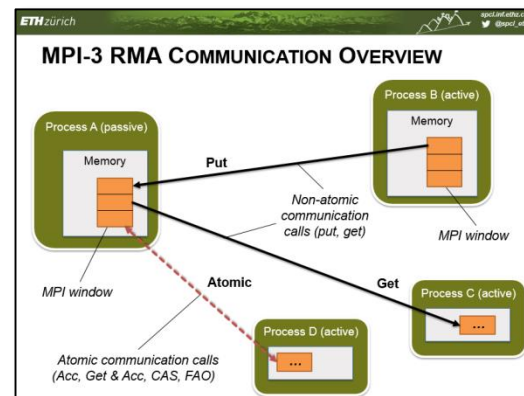 ETH zürich
spcl.inf.ethz.ch
@spcl_eth
MPI-3 RMA COMMUNICATION OVERVIEW
Process A (passive)
Memory
MPI window
Process B (active)
Memory
MPI window
Put
Non-atomic
communication
calls (put, get)
Atomic
Get
Process C (active)
...
Process D (active)
...
Atomic communication calls
(Acc, Get & Acc, CAS, FAO)